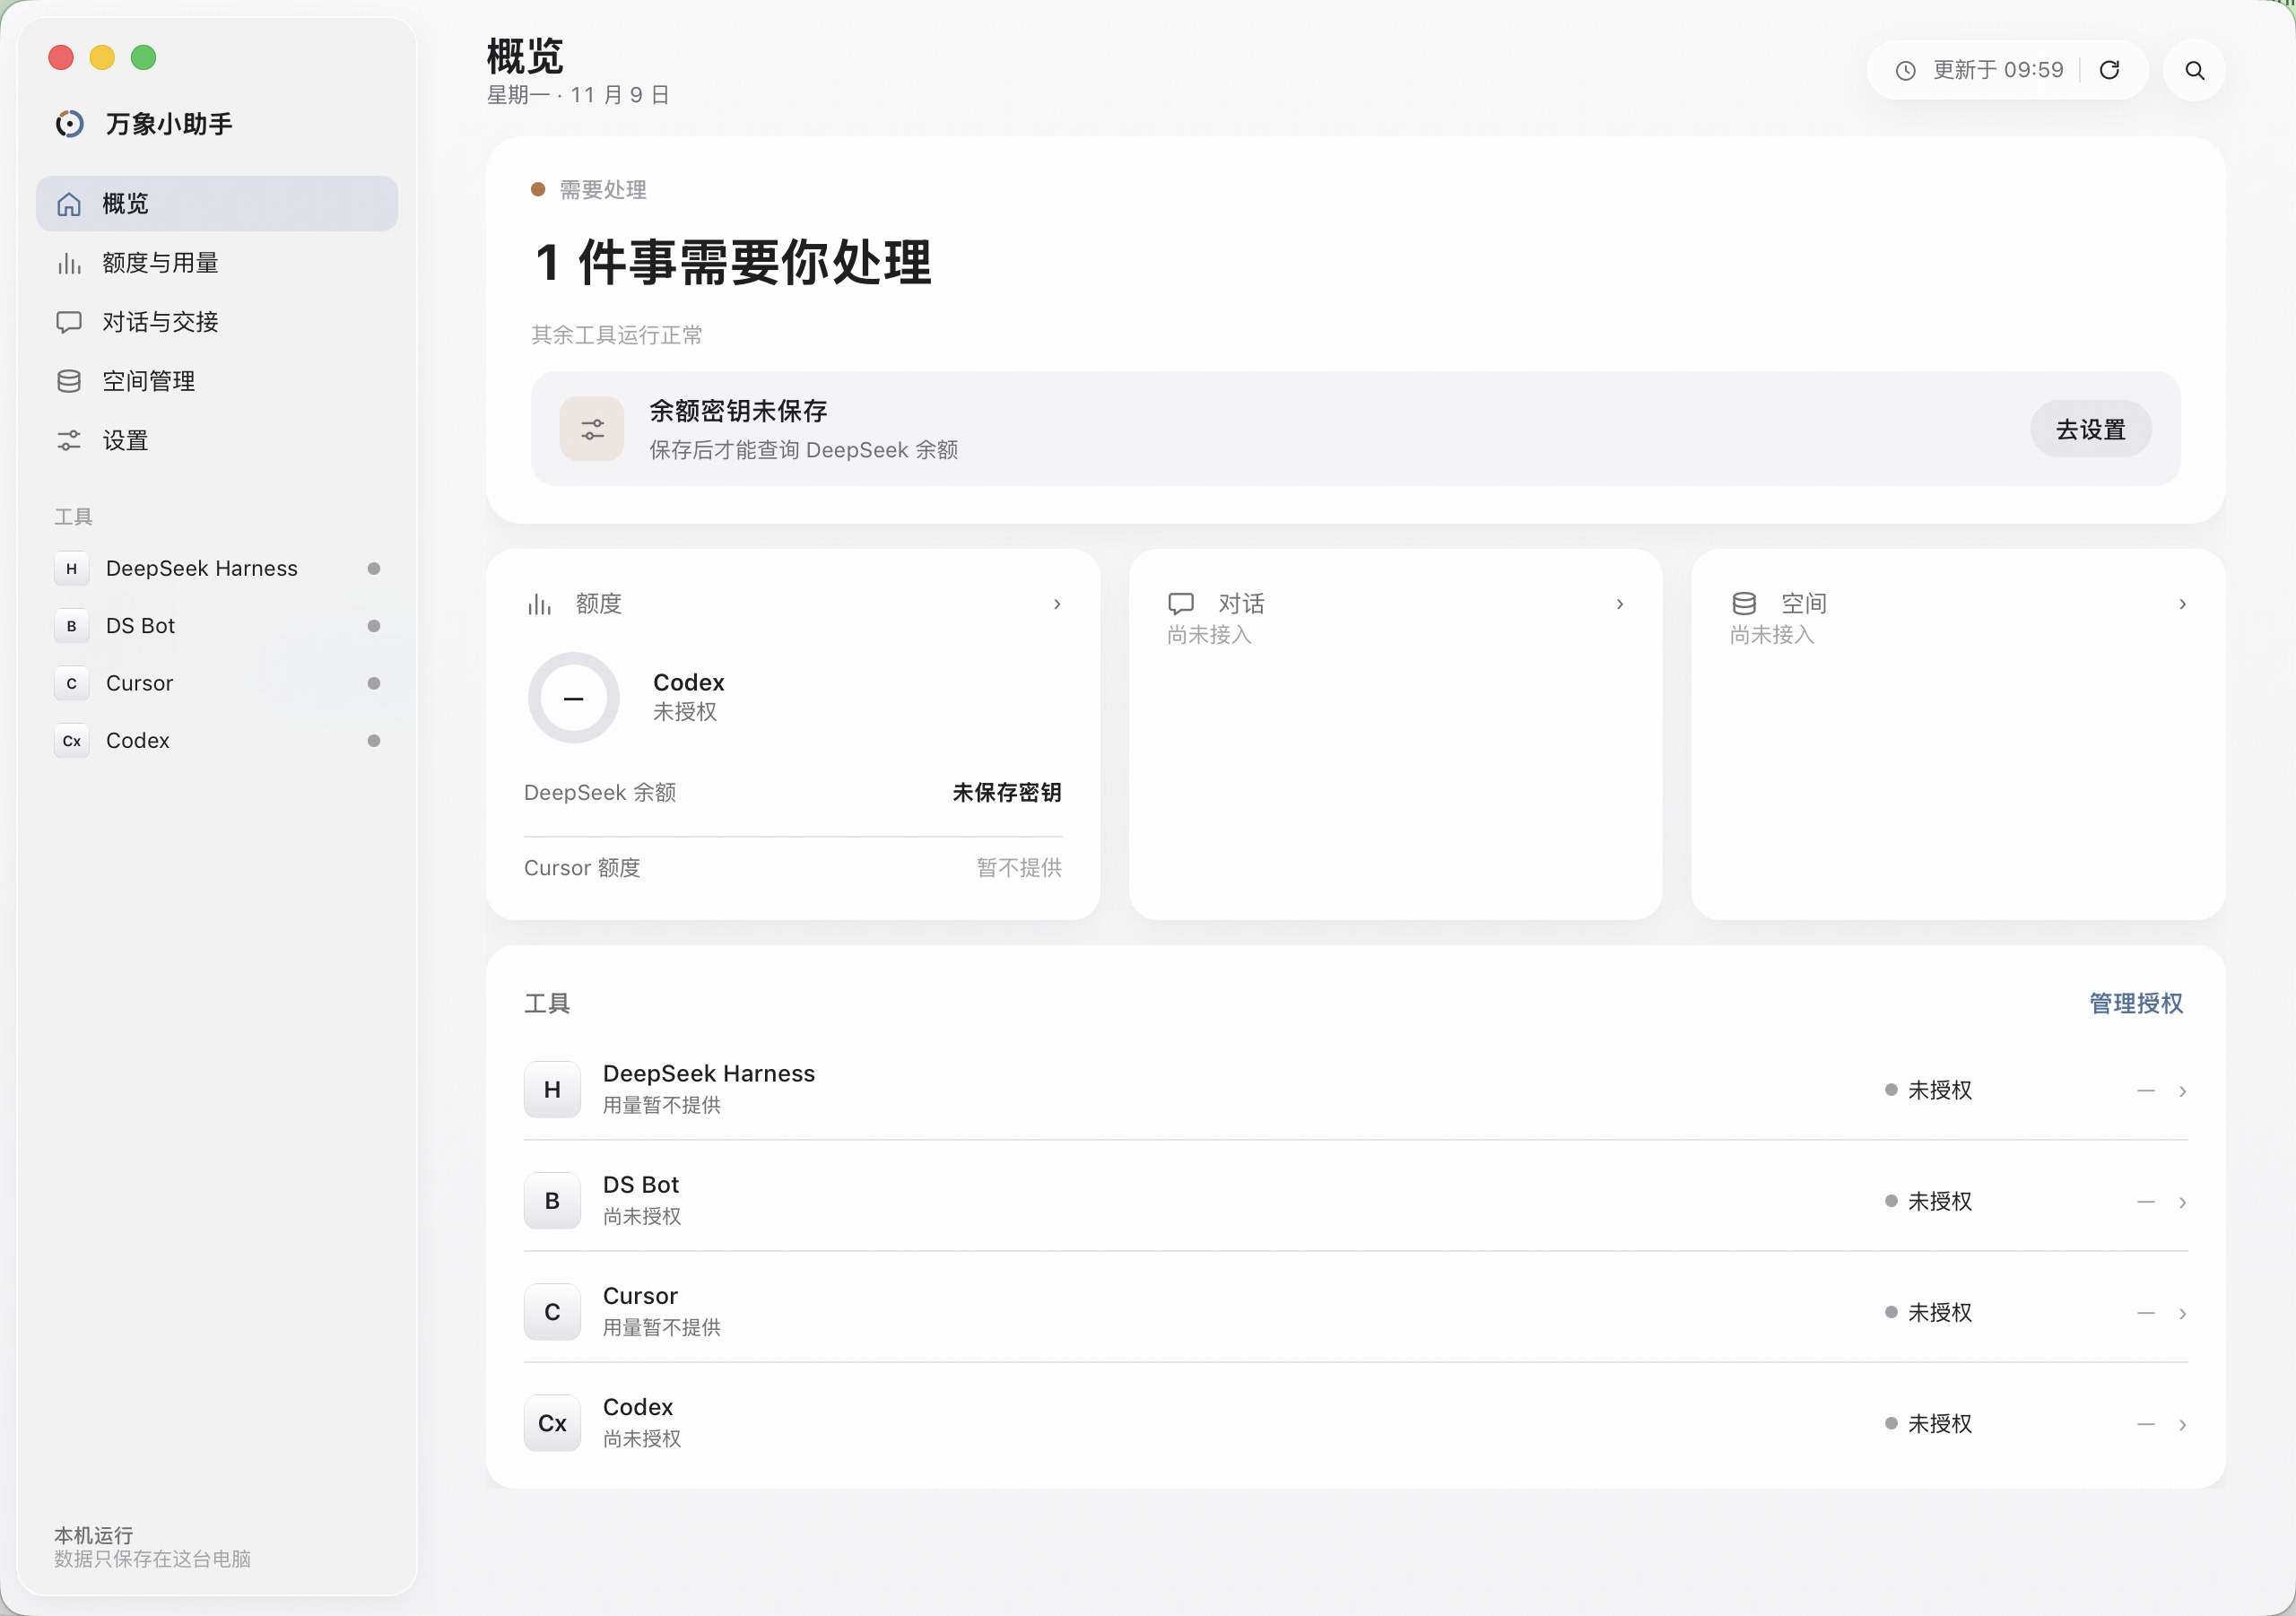 万象小助手
概览
额度与用量
对话与交接
空间管理
设置
工具
H DeepSeek Harness
B DS Bot
C Cursor
Cx Codex
本机运行
数据只保存在这台电脑
概览
星期一 · 11 月 9 日
更新于 09:59
需要处理
1 件事需要你处理
其余工具运行正常
余额密钥未保存
保存后才能查询 DeepSeek 余额
去设置
额度 ›
—
Codex
未授权
DeepSeek 余额 未保存密钥
Cursor 额度 暂不提供
对话 ›
尚未接入
空间 ›
尚未接入
工具 管理授权
H
DeepSeek Harness
用量暂不提供
未授权 — ›
B
DS Bot
尚未授权
未授权 — ›
C
Cursor
用量暂不提供
未授权 — ›
Cx
Codex
尚未授权
未授权 — ›